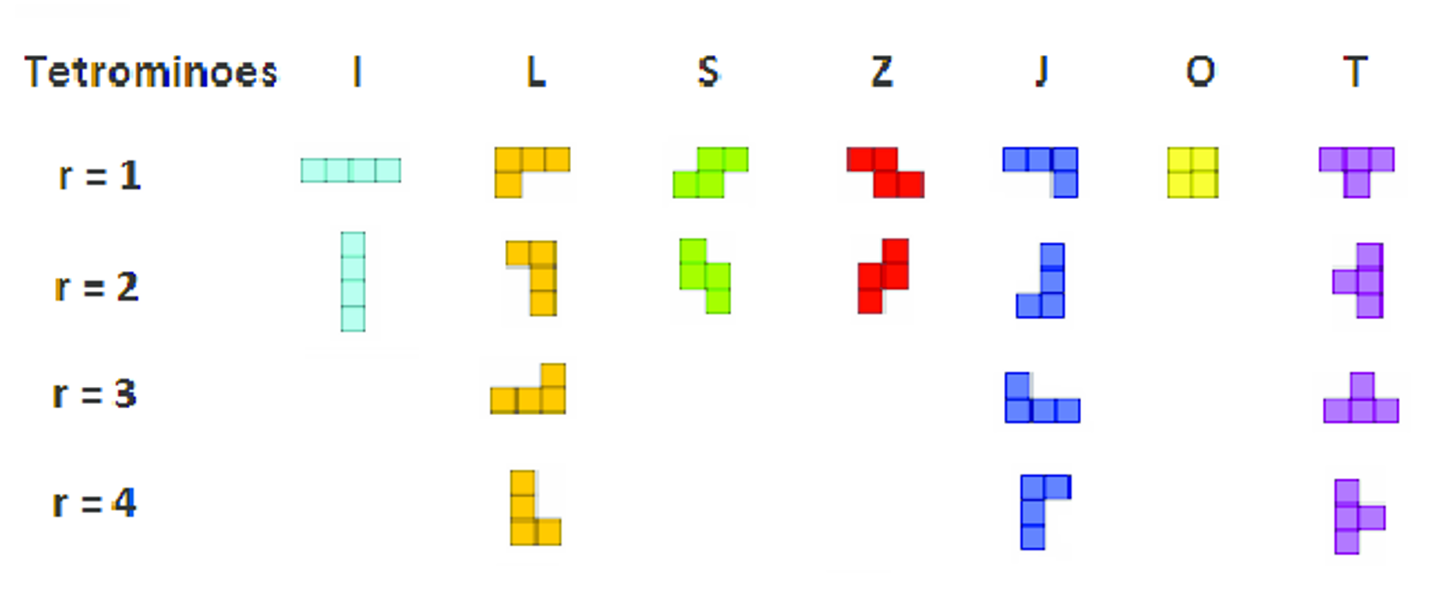 Tetrominoes I L S Z J O T
r = 1
r = 2
r = 3
r = 4